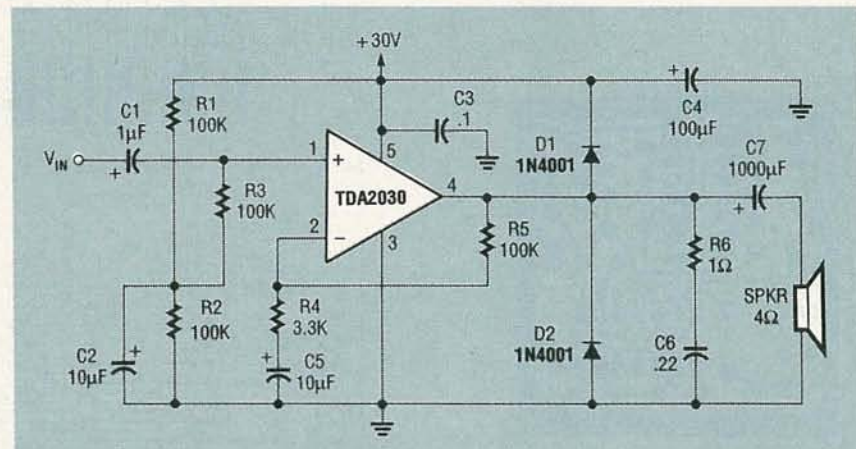 +30V
C1
1µF
+
R1
100K
C3
.1
+
C4
100µF
VIN
1
+
5
D1
1N4001
C7
1000µF
+
R3
100K
TDA2030
4
2
−
3
R5
100K
R6
1Ω
SPKR
4Ω
R2
100K
R4
3.3K
D2
1N4001
C2
10µF
+
+
C5
10µF
C6
.22